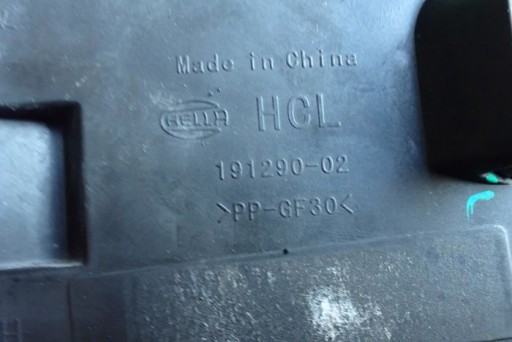 Made in China
HELLA HCL
191290-02
>PP-GF30<